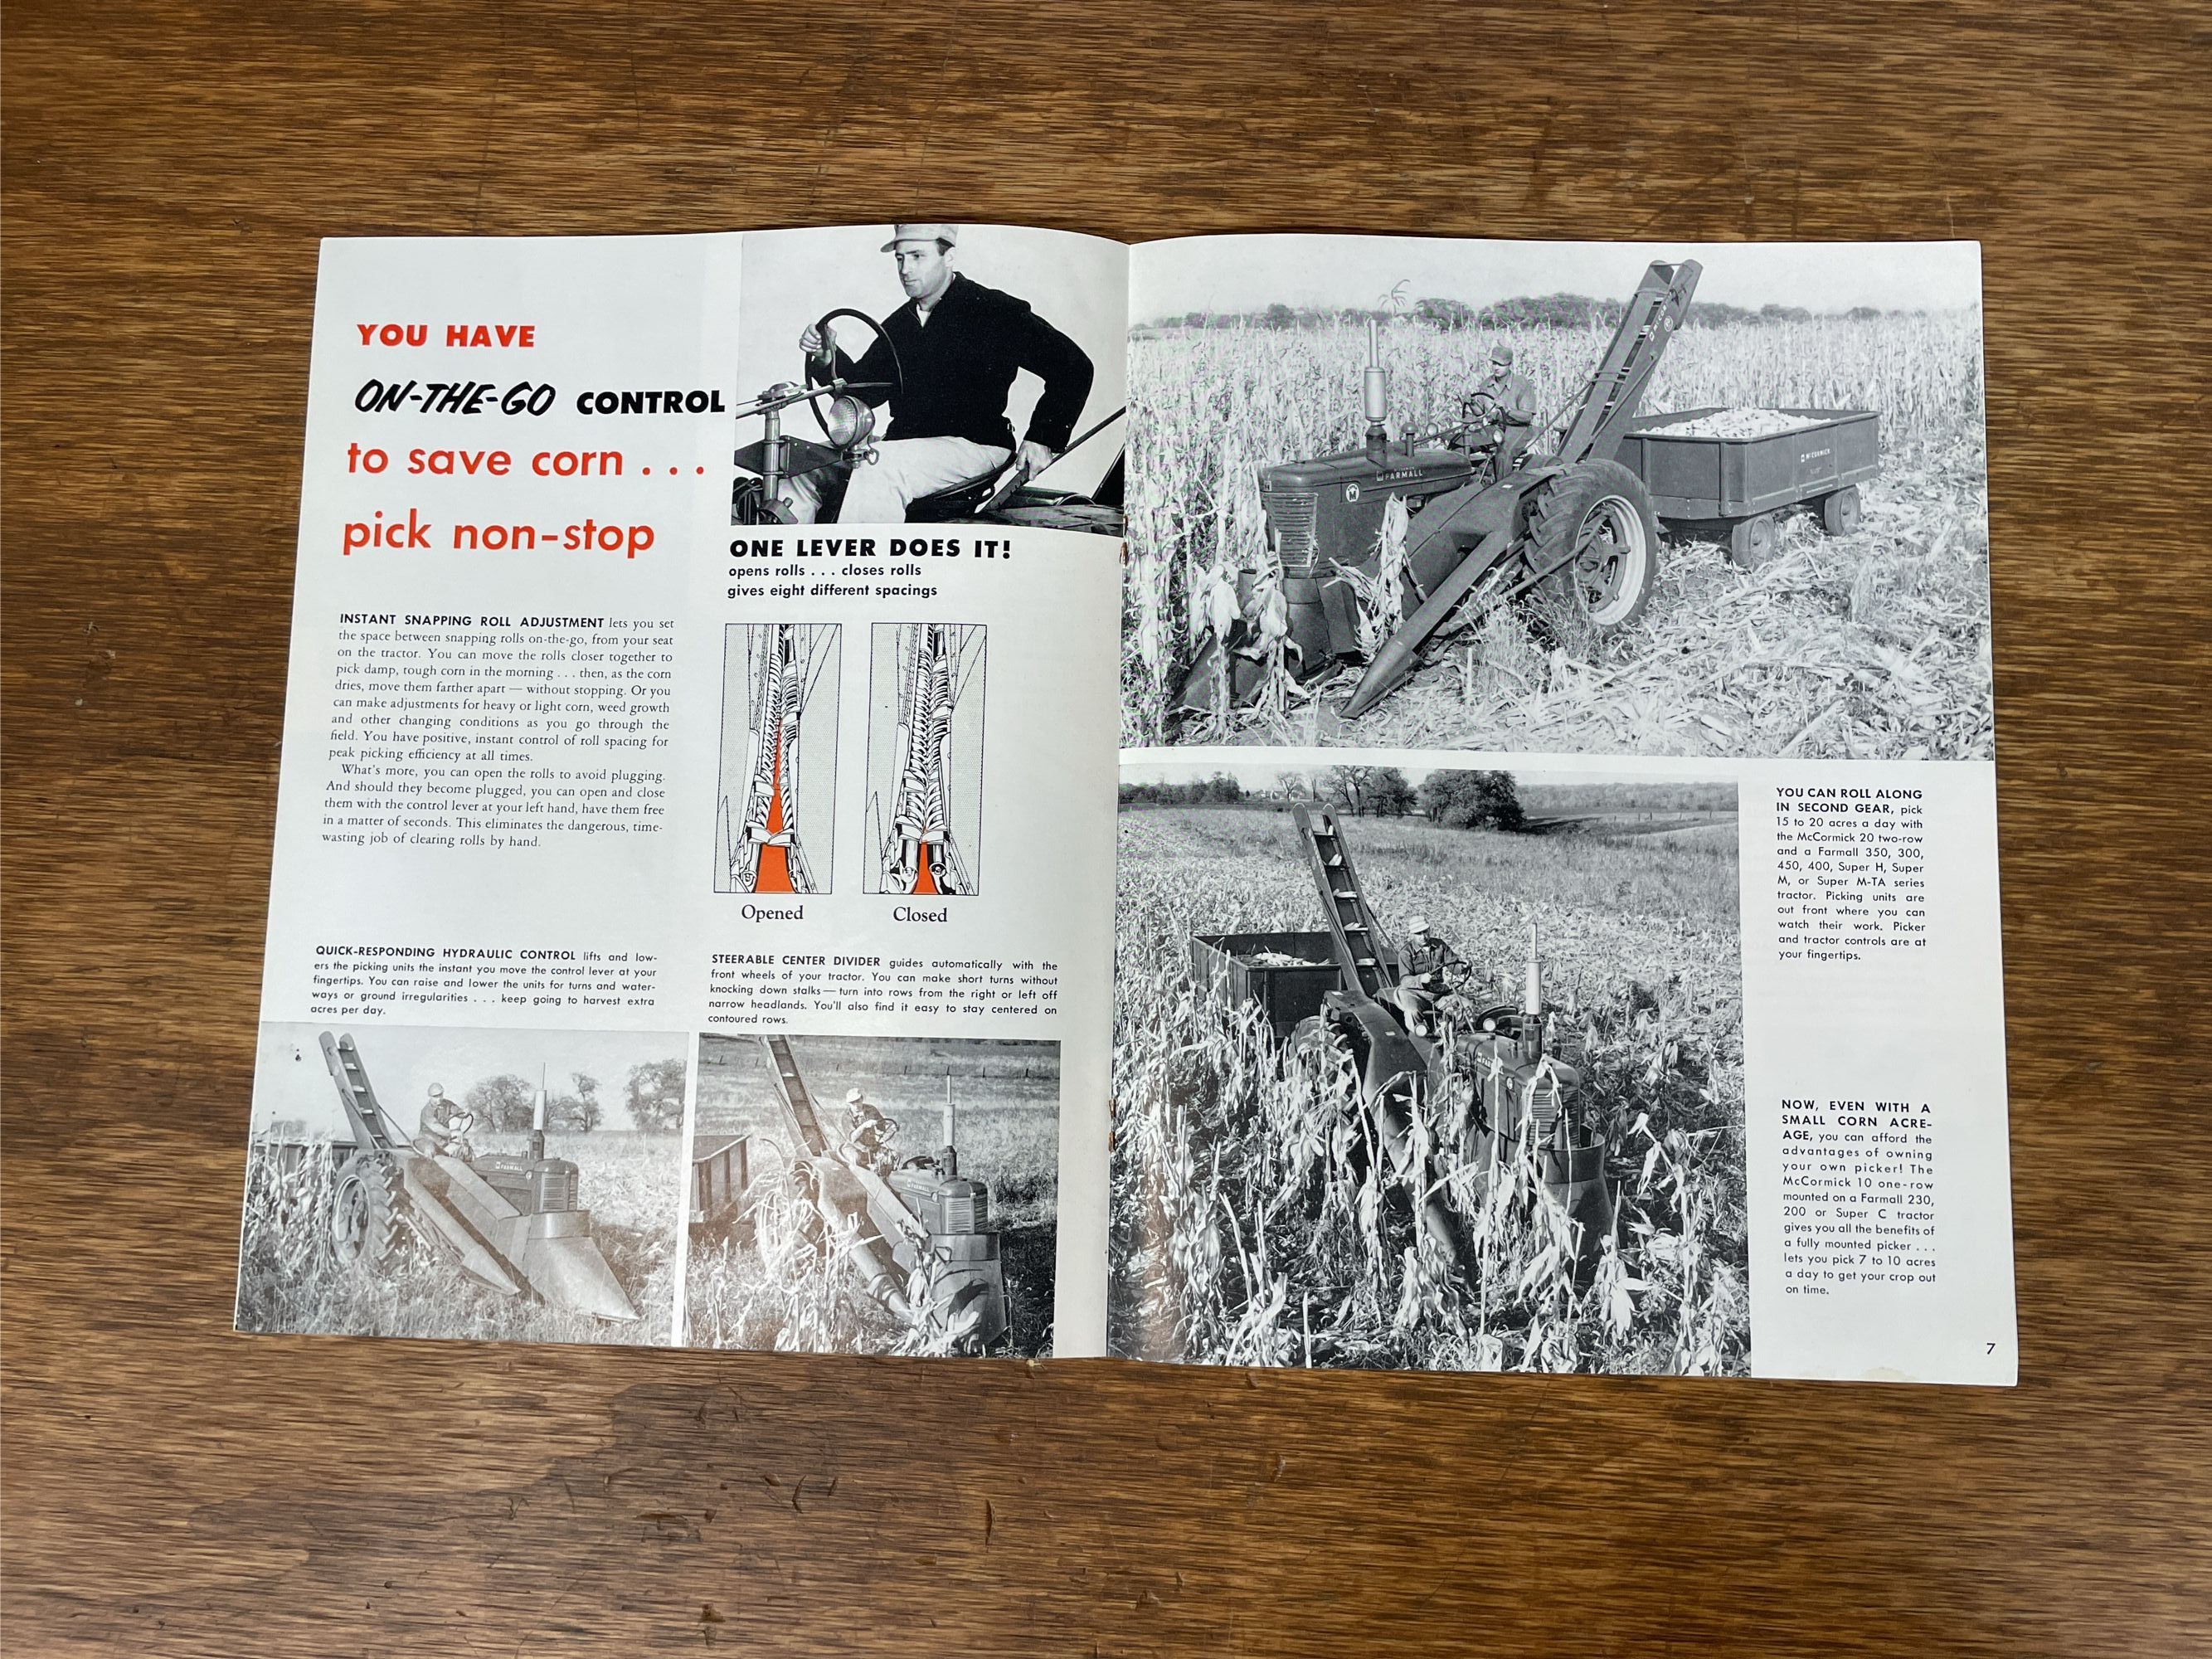 YOU HAVE
ON-THE-GO CONTROL
to save corn . . .
pick non-stop
INSTANT SNAPPING ROLL ADJUSTMENT lets you set
the space between snapping rolls on-the-go, from your seat
on the tractor. You can move the rolls closer together to
pick damp, tough corn in the morning . . . then, as the corn
dries, move them farther apart — without stopping. Or you
can make adjustments for heavy or light corn, weed growth
and other changing conditions as you go through the
field. You have positive, instant control of roll spacing for
peak picking efficiency at all times.
What's more, you can open the rolls to avoid plugging.
And should they become plugged, you can open and close
them with the control lever at your left hand, have them free
in a matter of seconds. This eliminates the dangerous, time-
wasting job of clearing rolls by hand.
ONE LEVER DOES IT!
opens rolls . . . closes rolls
gives eight different spacings
Opened
Closed
QUICK-RESPONDING HYDRAULIC CONTROL lifts and low-
ers the picking units the instant you move the control lever at your
fingertips. You can raise and lower the units for turns and water-
ways or ground irregularities . . . keep going to harvest extra
acres per day.
STEERABLE CENTER DIVIDER guides automatically with the
front wheels of your tractor. You can make short turns without
knocking down stalks — turn into rows from the right or left off
narrow headlands. You'll also find it easy to stay centered on
contoured rows.
FARMALL
FARMALL
McCORMICK
YOU CAN ROLL ALONG
IN SECOND GEAR, pick
15 to 20 acres a day with
the McCormick 20 two-row
and a Farmall 350, 300,
450, 400, Super H, Super
M, or Super M-TA series
tractor. Picking units are
out front where you can
watch their work. Picker
and tractor controls are at
your fingertips.
NOW, EVEN WITH A
SMALL CORN ACRE-
AGE, you can afford the
advantages of owning
your own picker! The
McCormick 10 one-row
mounted on a Farmall 230,
200 or Super C tractor
gives you all the benefits of
a fully mounted picker . . .
lets you pick 7 to 10 acres
a day to get your crop out
on time.
7